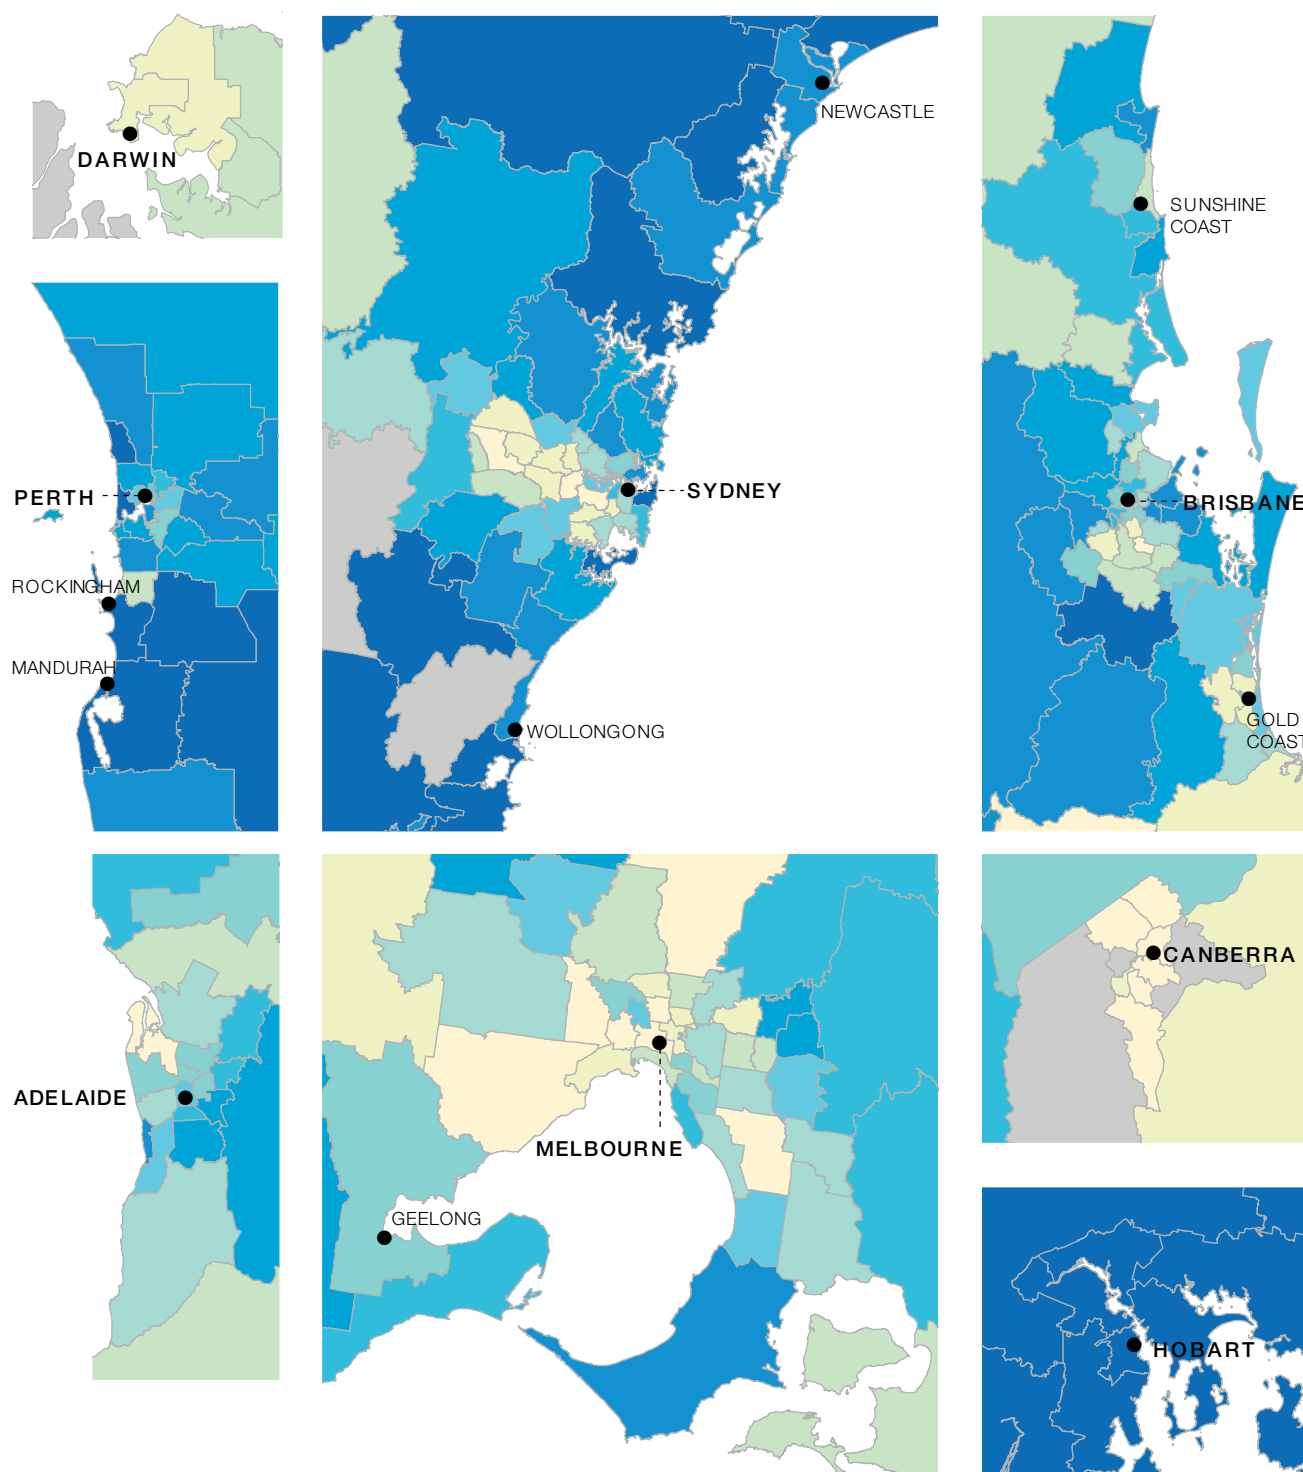 NEWCASTLE
DARWIN
SUNSHINE
COAST
PERTH
SYDNEY
BRISBANE
ROCKINGHAM
MANDURAH
WOLLONGONG
GOLD
COAST
CANBERRA
ADELAIDE
MELBOURNE
GEELONG
HOBART